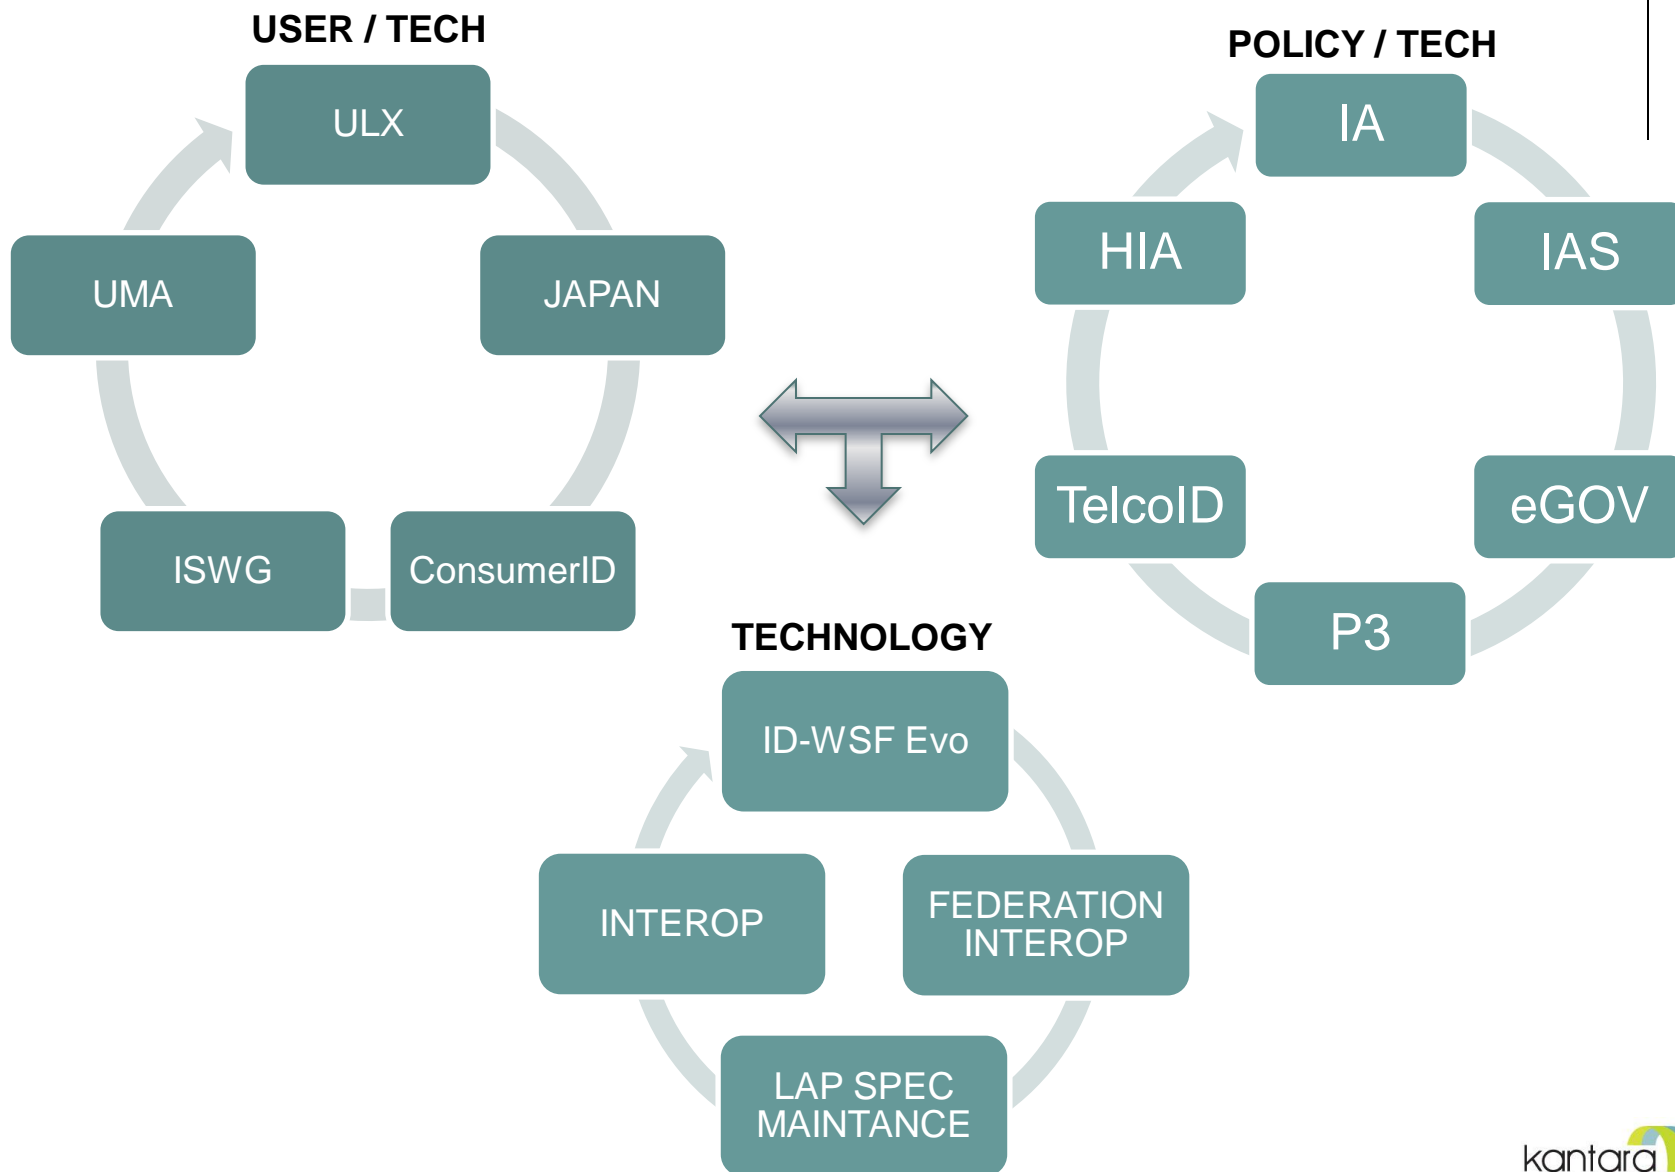 USER / TECH
ULX
JAPAN
ConsumerID
ISWG
UMA
POLICY / TECH
IA
IAS
eGOV
P3
TelcoID
HIA
TECHNOLOGY
ID-WSF Evo
FEDERATION
INTEROP
LAP SPEC
MAINTANCE
INTEROP
kantara